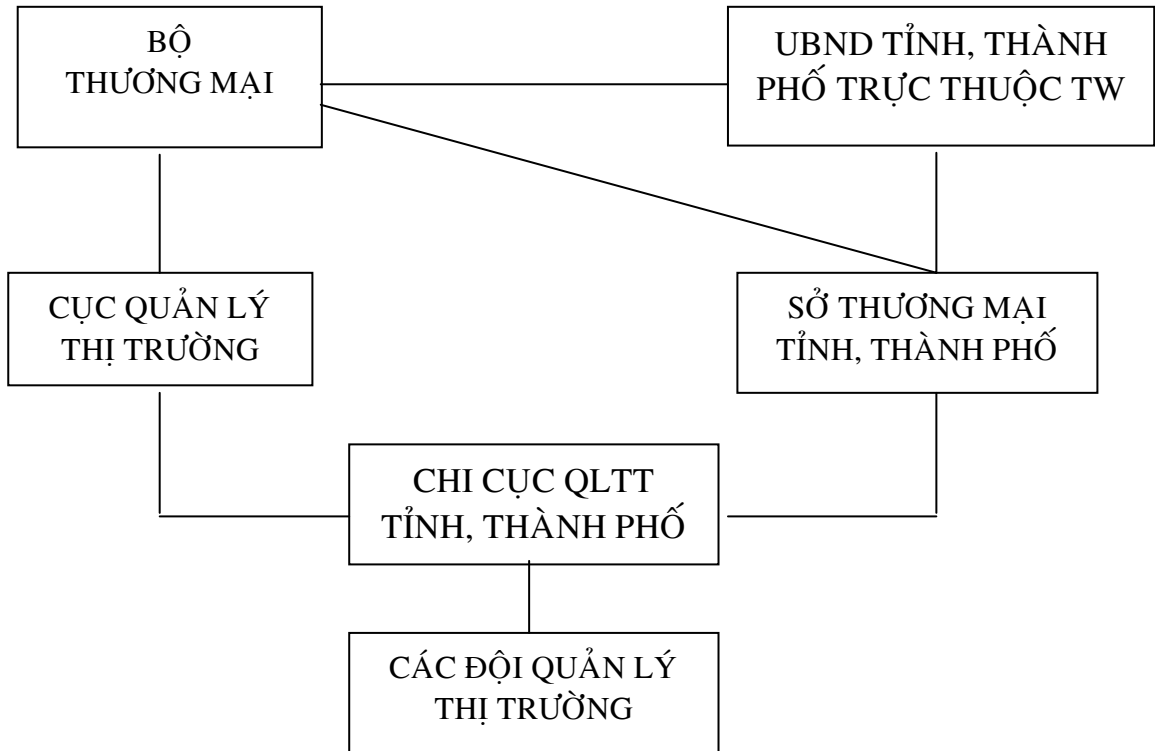 BỘ
THƯƠNG MẠI
UBND TỈNH, THÀNH
PHỐ TRỰC THUỘC TW
CỤC QUẢN LÝ
THỊ TRƯỜNG
SỞ THƯƠNG MẠI
TỈNH, THÀNH PHỐ
CHI CỤC QLTT
TỈNH, THÀNH PHỐ
CÁC ĐỘI QUẢN LÝ
THỊ TRƯỜNG